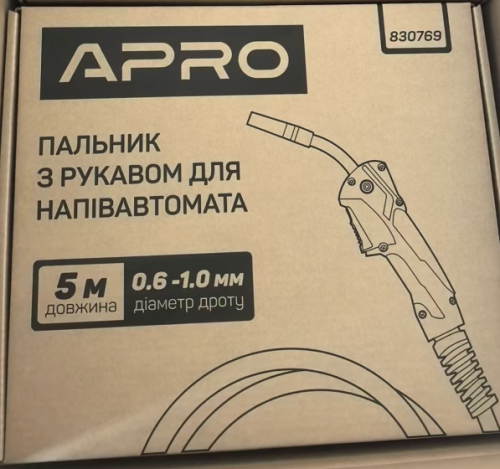 APRO
830769
ПАЛЬНИК
З РУКАВОМ ДЛЯ
НАПІВАВТОМАТА
5 м
довжина
0.6 -1.0 мм
діаметр дроту